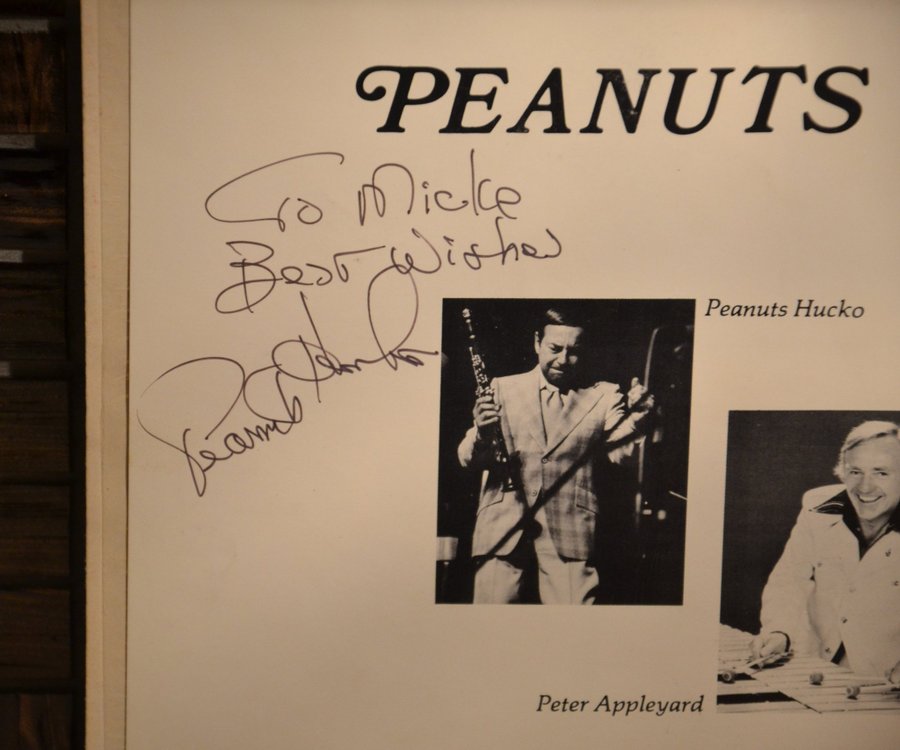 PEANUTS
To Micke
Best Wishes
Peanuts Hucko
Peanuts Hucko
Peter Appleyard